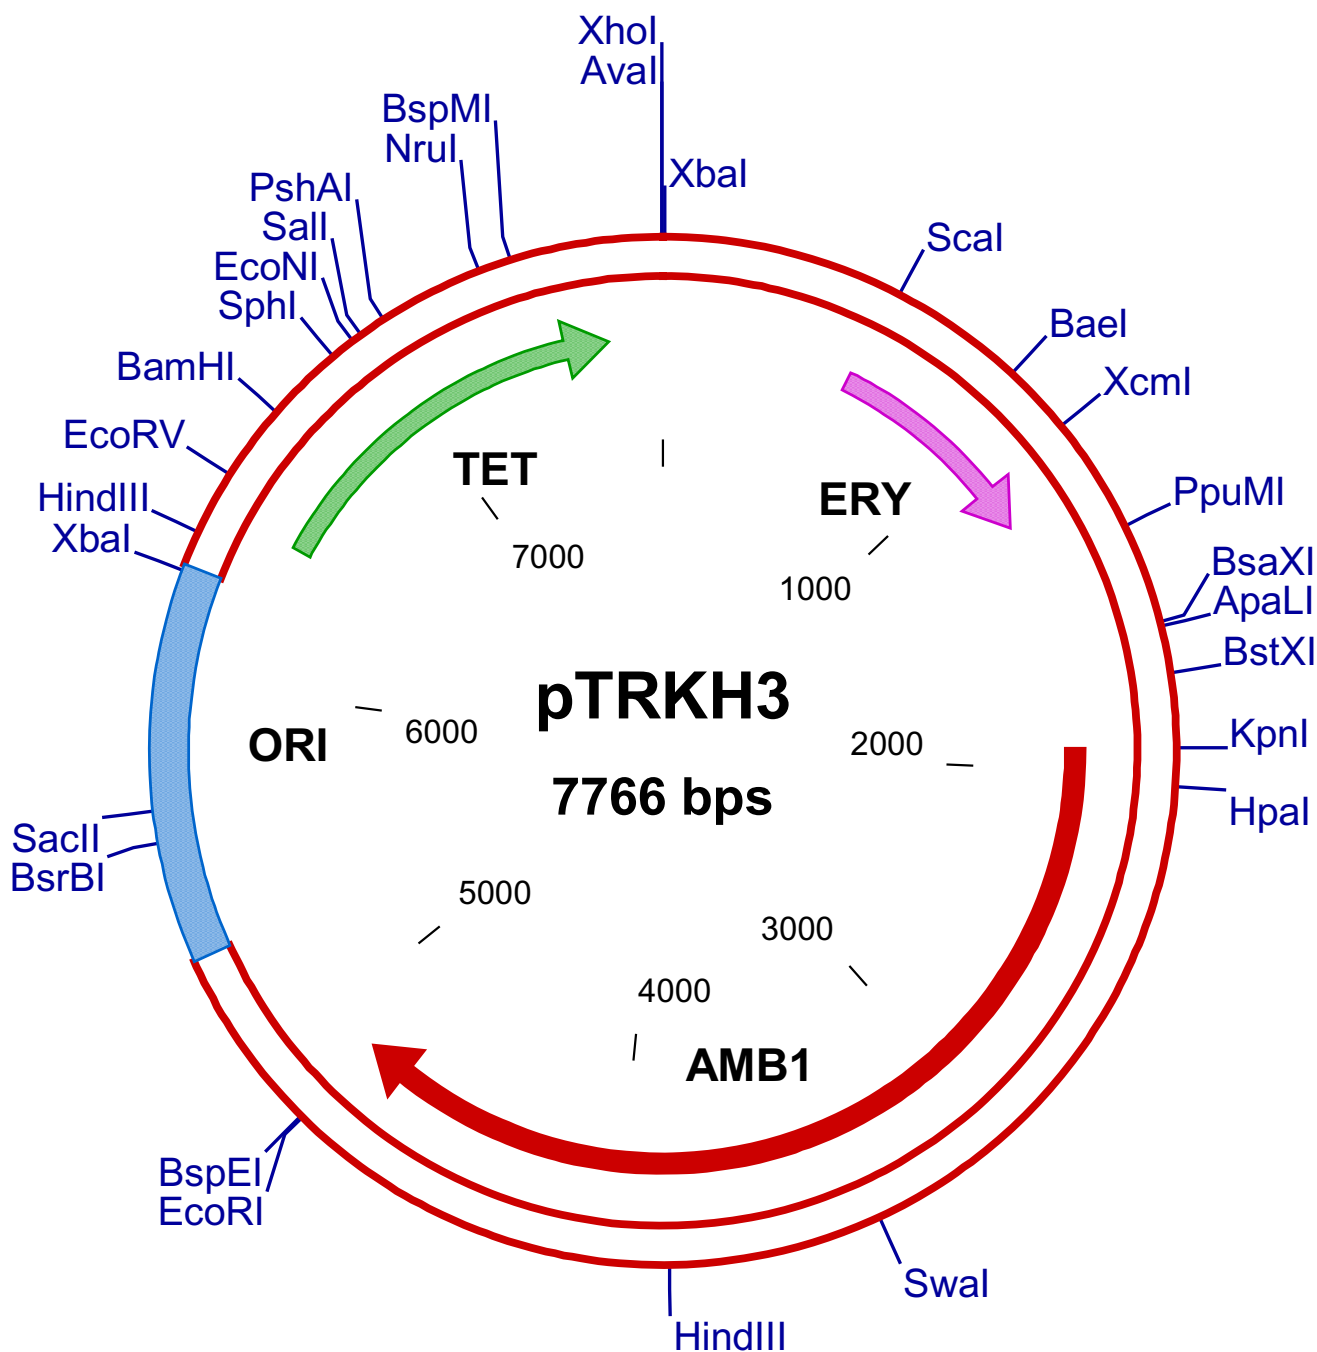 XhoI
AvaI
BspMI
NruI
XbaI
PshAI
SalI
EcoNI
SphI
ScaI
BaeI
BamHI
XcmI
EcoRV
TET
HindIII
ERY
PpuMI
XbaI
7000
1000
BsaXI
ApaLI
BstXI
pTRKH3
ORI
6000
2000
KpnI
7766 bps
HpaI
SacII
BsrBI
5000
3000
4000
AMB1
BspEI
EcoRI
SwaI
HindIII